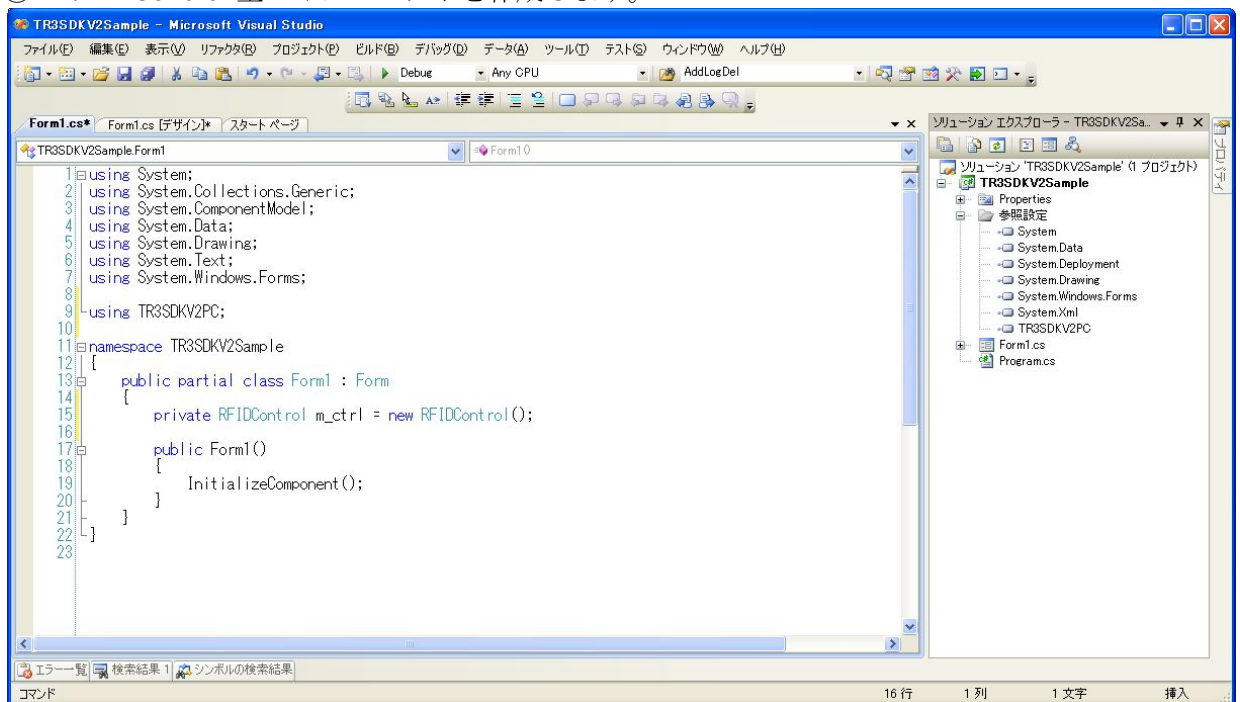 TR3SDKV2Sample - Microsoft Visual Studio
ファイル(F) 編集(E) 表示(V) リファクタ(R) プロジェクト(P) ビルド(B) デバッグ(D) データ(A) ツール(T) テスト(S) ウィンドウ(W) ヘルプ(H)
Debug Any CPU AddLogDel
Form1.cs* Form1.cs [デザイン]* スタート ページ
TR3SDKV2Sample.Form1 Form1()
1 using System;
2 using System.Collections.Generic;
3 using System.ComponentModel;
4 using System.Data;
5 using System.Drawing;
6 using System.Text;
7 using System.Windows.Forms;
8
9 using TR3SDKV2PC;
10
11 namespace TR3SDKV2Sample
12 {
13 public partial class Form1 : Form
14 {
15 private RFIDControl m_ctrl = new RFIDControl();
16
17 public Form1()
18 {
19 InitializeComponent();
20 }
21 }
22 }
23
ソリューション エクスプローラ - TR3SDKV2Sa...
ソリューション 'TR3SDKV2Sample' (1 プロジェクト)
TR3SDKV2Sample
Properties
参照設定
System
System.Data
System.Deployment
System.Drawing
System.Windows.Forms
System.Xml
TR3SDKV2PC
Form1.cs
Program.cs
プロパティ
エラー一覧 検索結果 1 シンボルの検索結果
コマンド 16 行 1 列 1 文字 挿入